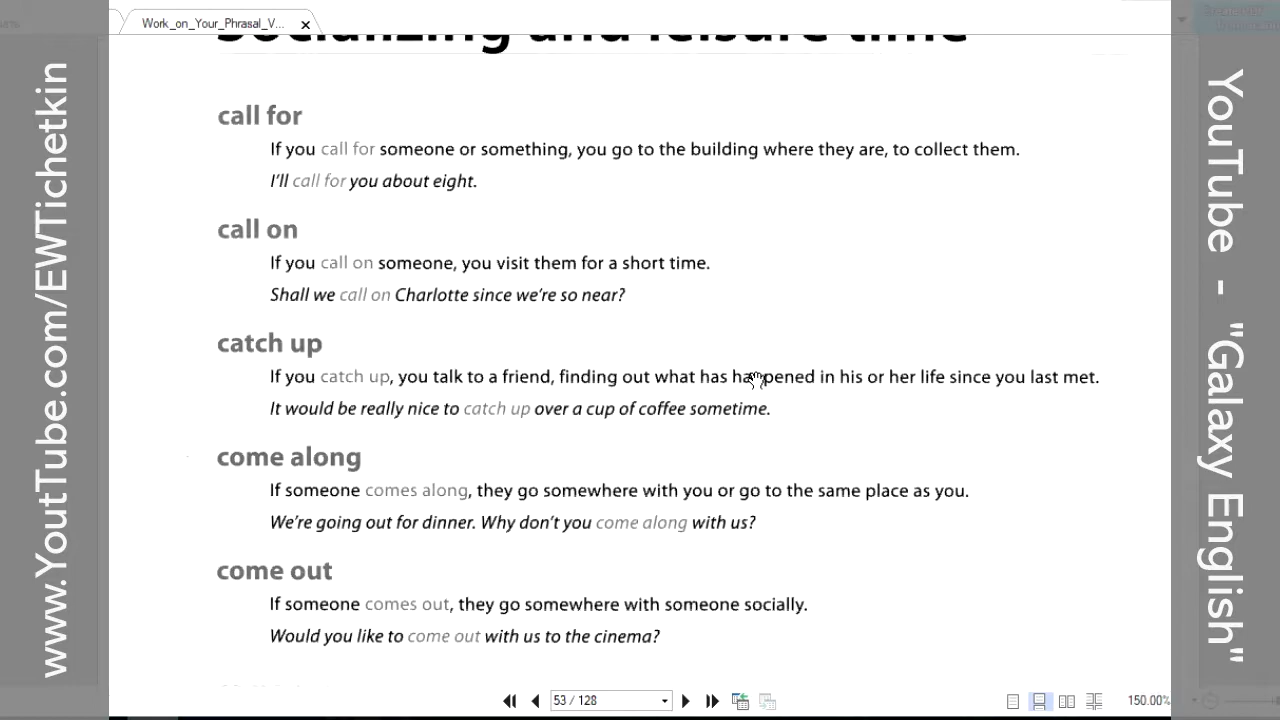 Work_on_Your_Phrasal_V...
Socializing and leisure time
call for
If you call for someone or something, you go to the building where they are, to collect them.
I'll call for you about eight.
call on
If you call on someone, you visit them for a short time.
Shall we call on Charlotte since we're so near?
catch up
If you catch up, you talk to a friend, finding out what has happened in his or her life since you last met.
It would be really nice to catch up over a cup of coffee sometime.
come along
If someone comes along, they go somewhere with you or go to the same place as you.
We're going out for dinner. Why don't you come along with us?
come out
If someone comes out, they go somewhere with someone socially.
Would you like to come out with us to the cinema?
53 / 128
150.00%
www.YoutTube.com/EWTichetkin
YouTube - "Galaxy English"